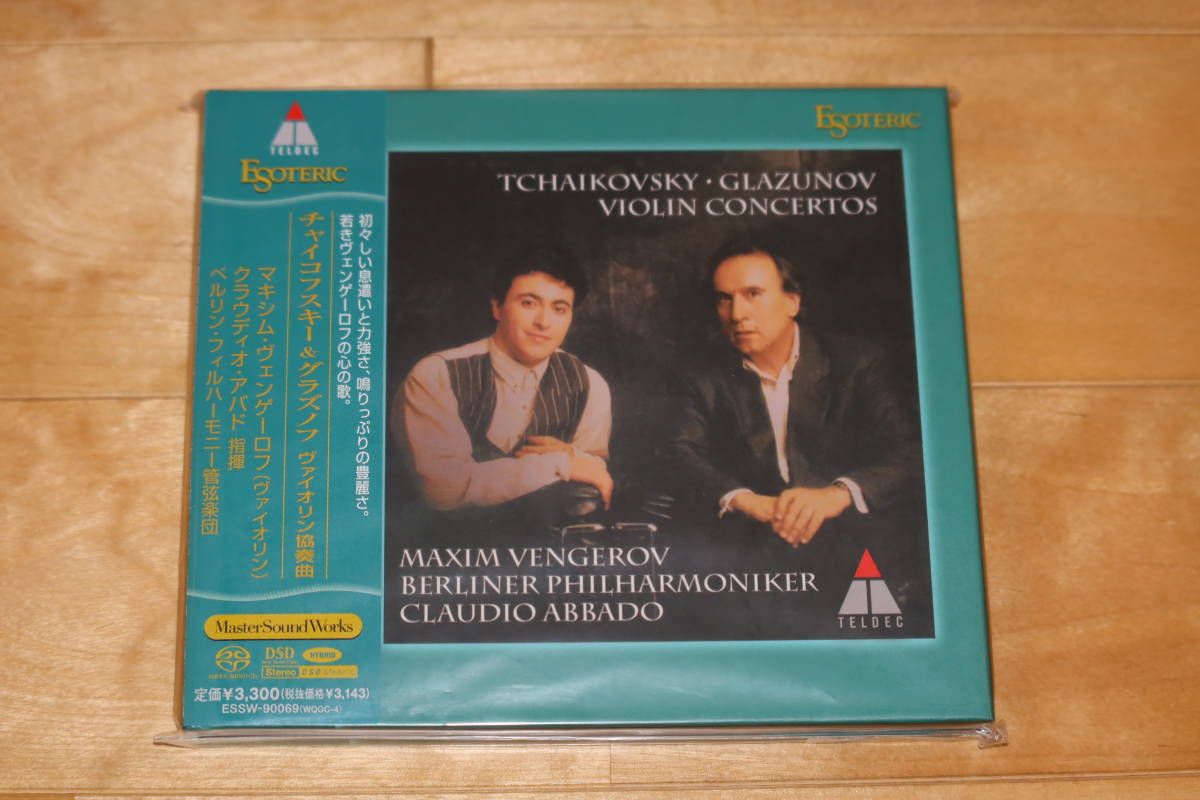 TELDEC
ESOTERIC
初々しい息遣いと力強さ、鳴りっぷりの豊麗さ。
若きヴェンゲーロフの心の歌。
チャイコフスキー&グラズノフ ヴァイオリン協奏曲
マキシム・ヴェンゲーロフ(ヴァイオリン)
クラウディオ・アバド 指揮
ベルリン・フィルハーモニー管弦楽団
MasterSoundWorks
SUPER AUDIO CD
DSD
HYBRID
Stereo
DSD
定価¥3,300(税抜価格¥3,143)
ESSW-90069(WQGC-4)
ESOTERIC
TCHAIKOVSKY・GLAZUNOV
VIOLIN CONCERTOS
MAXIM VENGEROV
BERLINER PHILHARMONIKER
CLAUDIO ABBADO
TELDEC